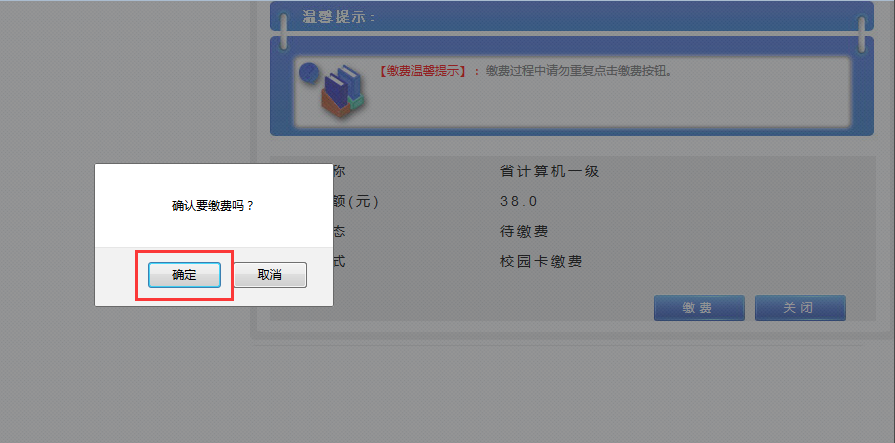 温馨提示：
【缴费温馨提示】：缴费过程中请勿重复点击缴费按钮。
称 省计算机一级
额(元) 38.0
态 待缴费
式 校园卡缴费
缴费 关闭
确认要缴费吗？
确定 取消